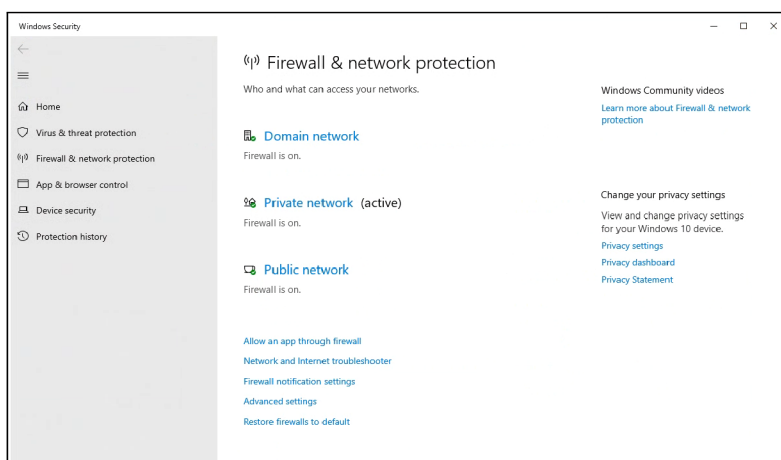 Windows Security
Home
Virus & threat protection
Firewall & network protection
App & browser control
Device security
Protection history
Firewall & network protection
Who and what can access your networks.
Domain network
Firewall is on.
Private network (active)
Firewall is on.
Public network
Firewall is on.
Allow an app through firewall
Network and Internet troubleshooter
Firewall notification settings
Advanced settings
Restore firewalls to default
Windows Community videos
Learn more about Firewall & network
protection
Change your privacy settings
View and change privacy settings
for your Windows 10 device.
Privacy settings
Privacy dashboard
Privacy Statement